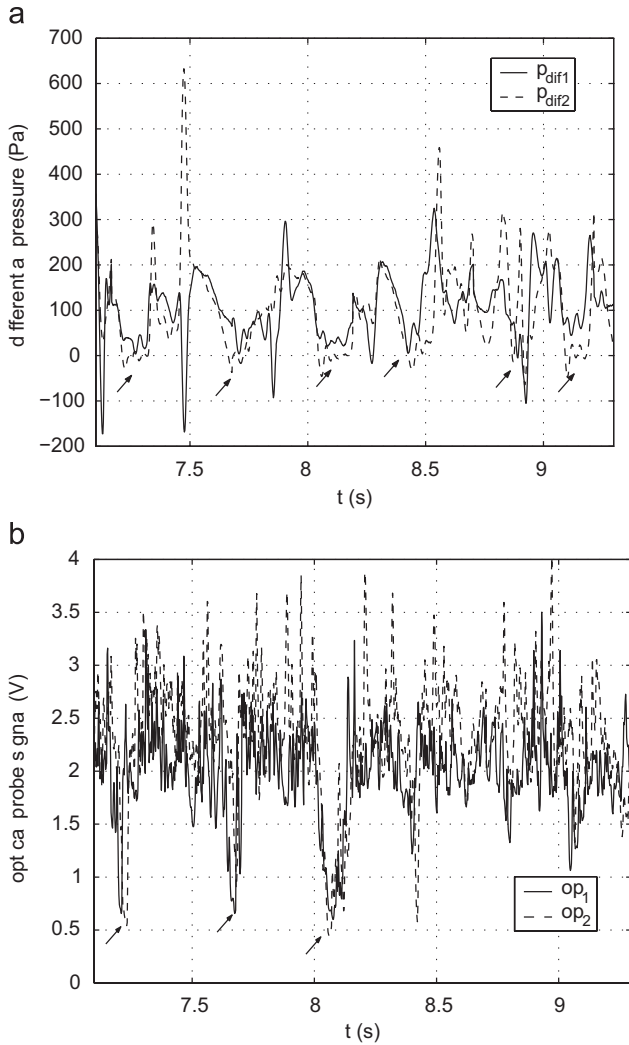 a
700
600
500
400
300
200
100
0
−100
−200
d fferent a pressure (Pa)
p_dif1
p_dif2
7.5
8
8.5
9
t (s)
b
4
3.5
3
2.5
2
1.5
1
0.5
0
opt ca probe s gna (V)
op_1
op_2
7.5
8
8.5
9
t (s)